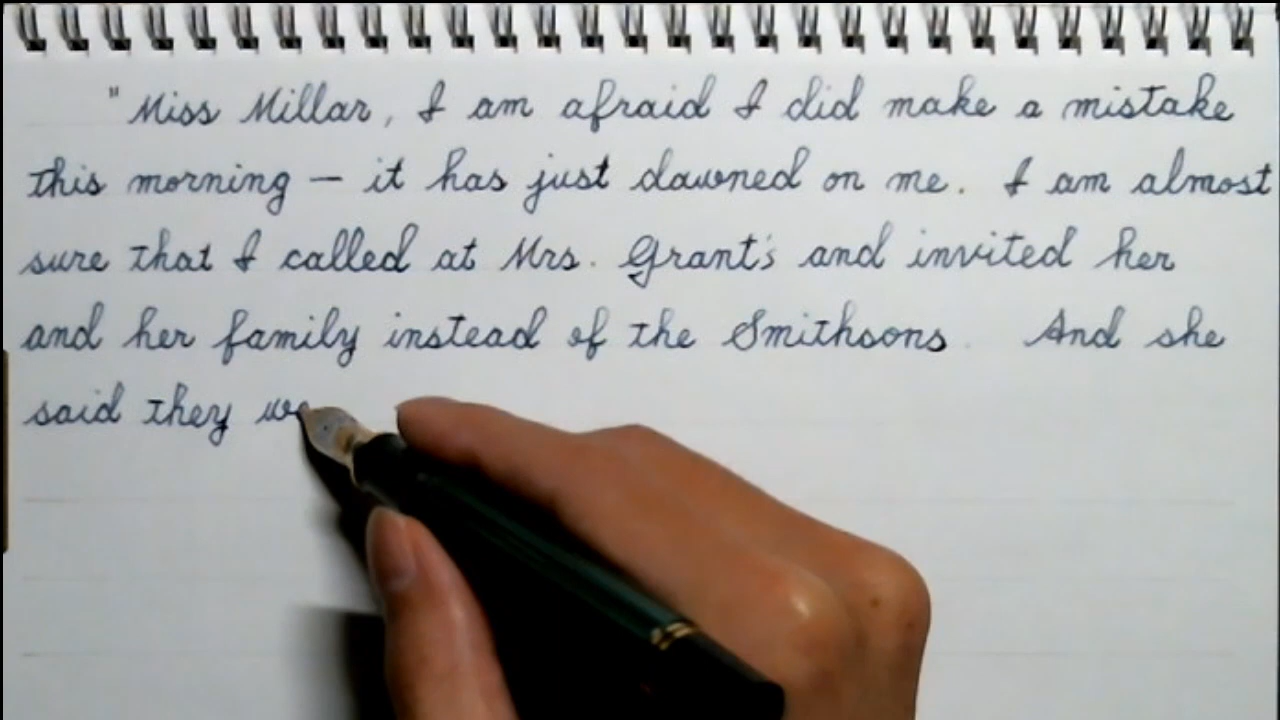 "Miss Millar, I am afraid I did make a mistake
this morning — it has just dawned on me. I am almost
sure that I called at Mrs. Grant's and invited her
and her family instead of the Smithsons. And she
said they